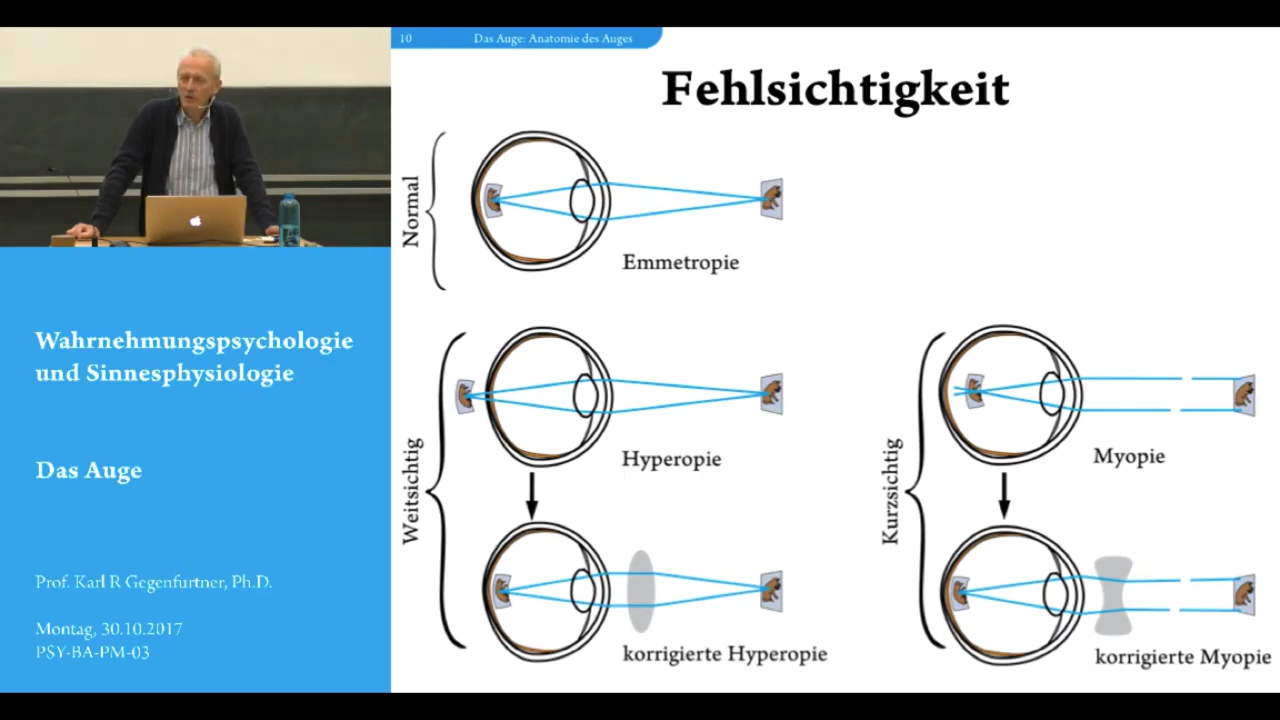 10
Das Auge: Anatomie des Auges
Fehlsichtigkeit
Normal
Emmetropie
Weitsichtig
Hyperopie
korrigierte Hyperopie
Kurzsichtig
Myopie
korrigierte Myopie
Wahrnehmungspsychologie
und Sinnesphysiologie
Das Auge
Prof. Karl R Gegenfurtner, Ph.D.
Montag, 30.10.2017
PSY-BA-PM-03